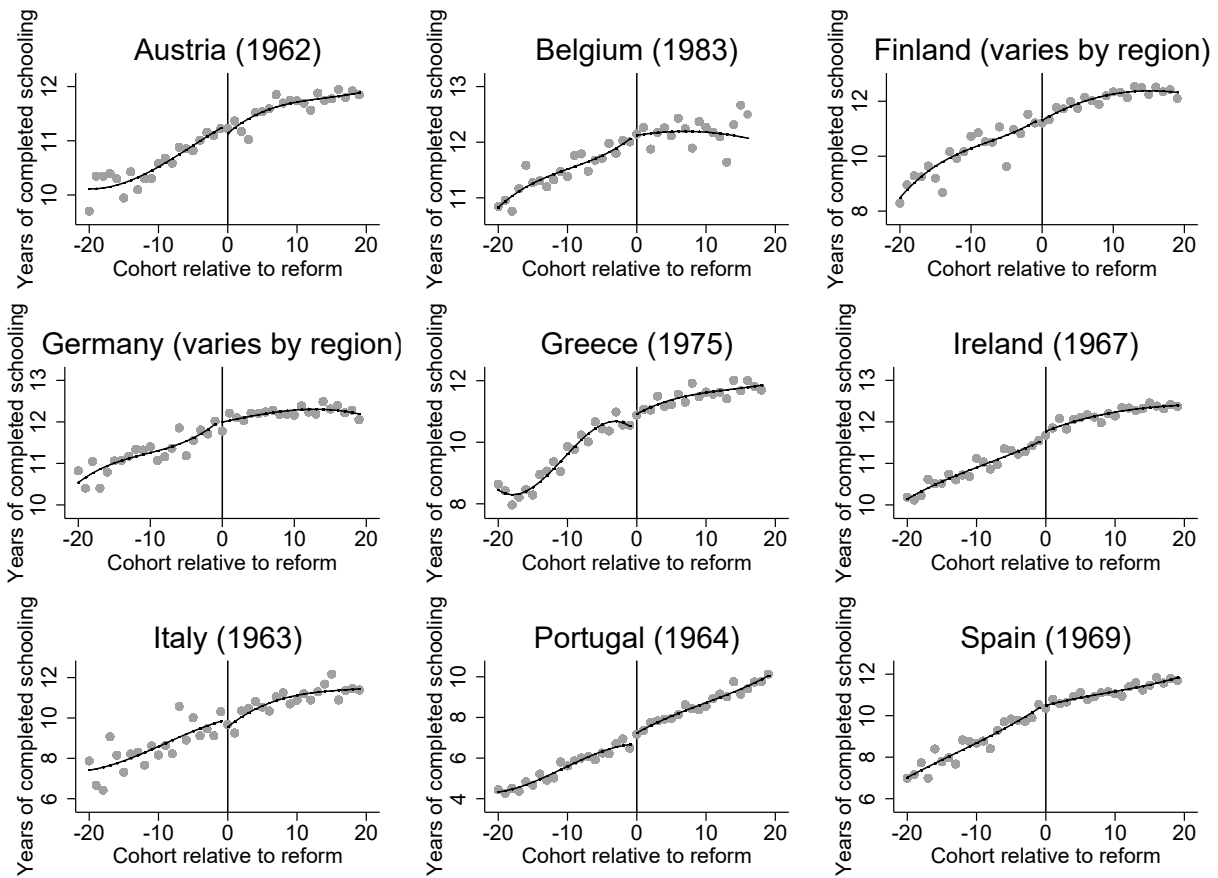 Austria (1962)
Years of completed schooling
12
11
10
-20 -10 0 10 20
Cohort relative to reform
Belgium (1983)
Years of completed schooling
13
12
11
-20 -10 0 10 20
Cohort relative to reform
Finland (varies by region)
Years of completed schooling
12
10
8
-20 -10 0 10 20
Cohort relative to reform
Germany (varies by region)
Years of completed schooling
13
12
11
10
-20 -10 0 10 20
Cohort relative to reform
Greece (1975)
Years of completed schooling
12
10
8
-20 -10 0 10 20
Cohort relative to reform
Ireland (1967)
Years of completed schooling
13
12
11
10
-20 -10 0 10 20
Cohort relative to reform
Italy (1963)
Years of completed schooling
12
10
8
6
-20 -10 0 10 20
Cohort relative to reform
Portugal (1964)
Years of completed schooling
10
8
6
4
-20 -10 0 10 20
Cohort relative to reform
Spain (1969)
Years of completed schooling
12
10
8
6
-20 -10 0 10 20
Cohort relative to reform